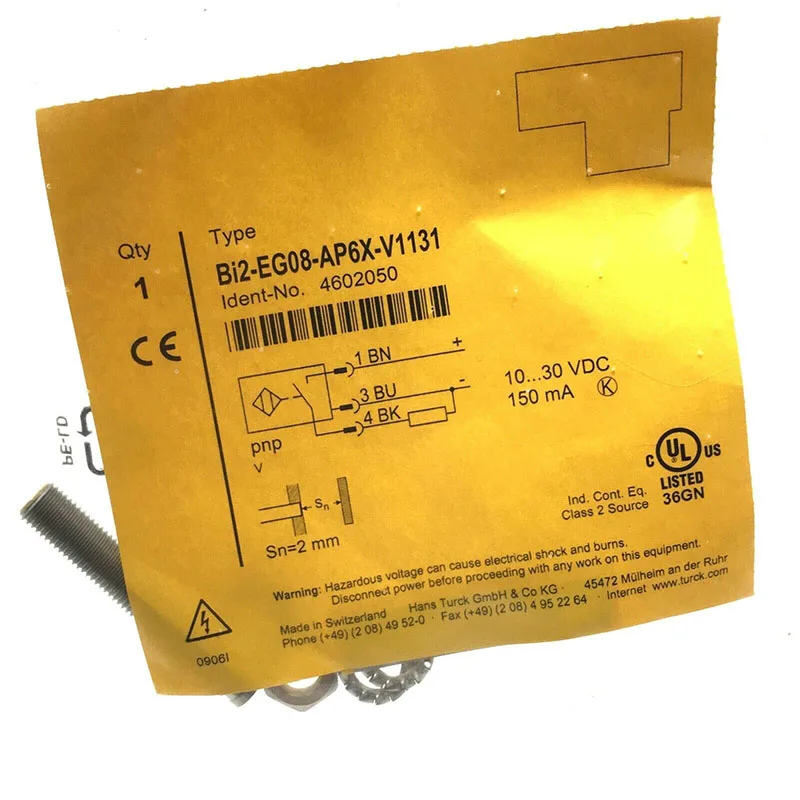 Qty
1
Type
Bi2-EG08-AP6X-V1131
Ident-No. 4602050
CE
1 BN +
3 BU -
4 BK
pnp
v
10...30 VDC
150 mA K
Sn
Sn=2 mm
C UL US
LISTED
36GN
Ind. Cont. Eq.
Class 2 Source
PE-LD
Warning: Hazardous voltage can cause electrical shock and burns.
Disconnect power before proceeding with any work on this equipment.
Made in Switzerland Hans Turck GmbH & Co KG · 45472 Mülheim an der Ruhr
Phone (+49) (2 08) 49 52-0 · Fax (+49) (2 08) 4 95 22 64 · Internet www.turck.com
0906I